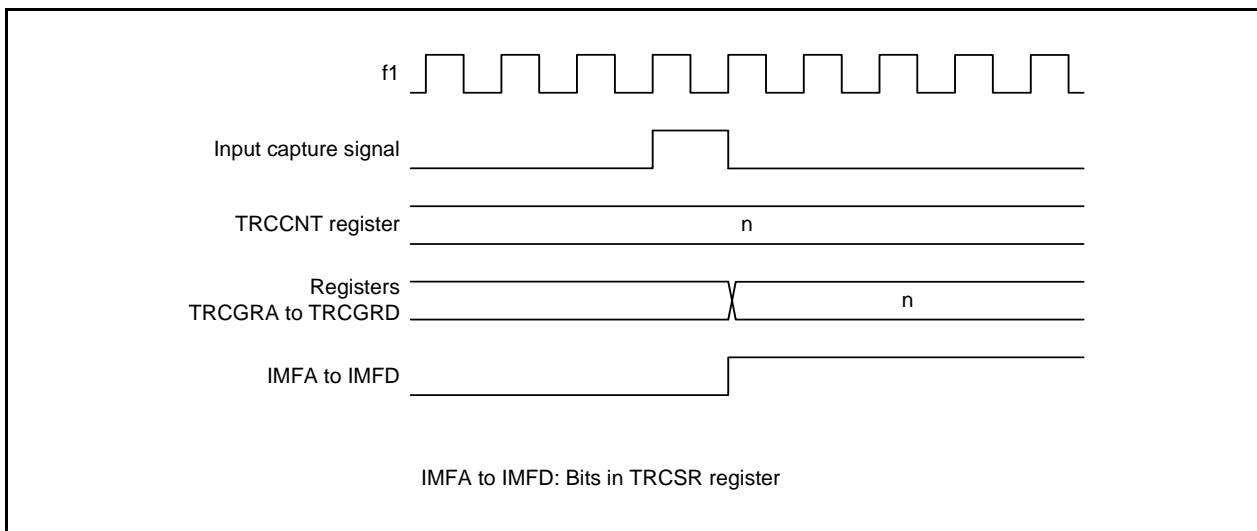 f1
Input capture signal
TRCCNT register
n
Registers
TRCGRA to TRCGRD
n
IMFA to IMFD
IMFA to IMFD: Bits in TRCSR register